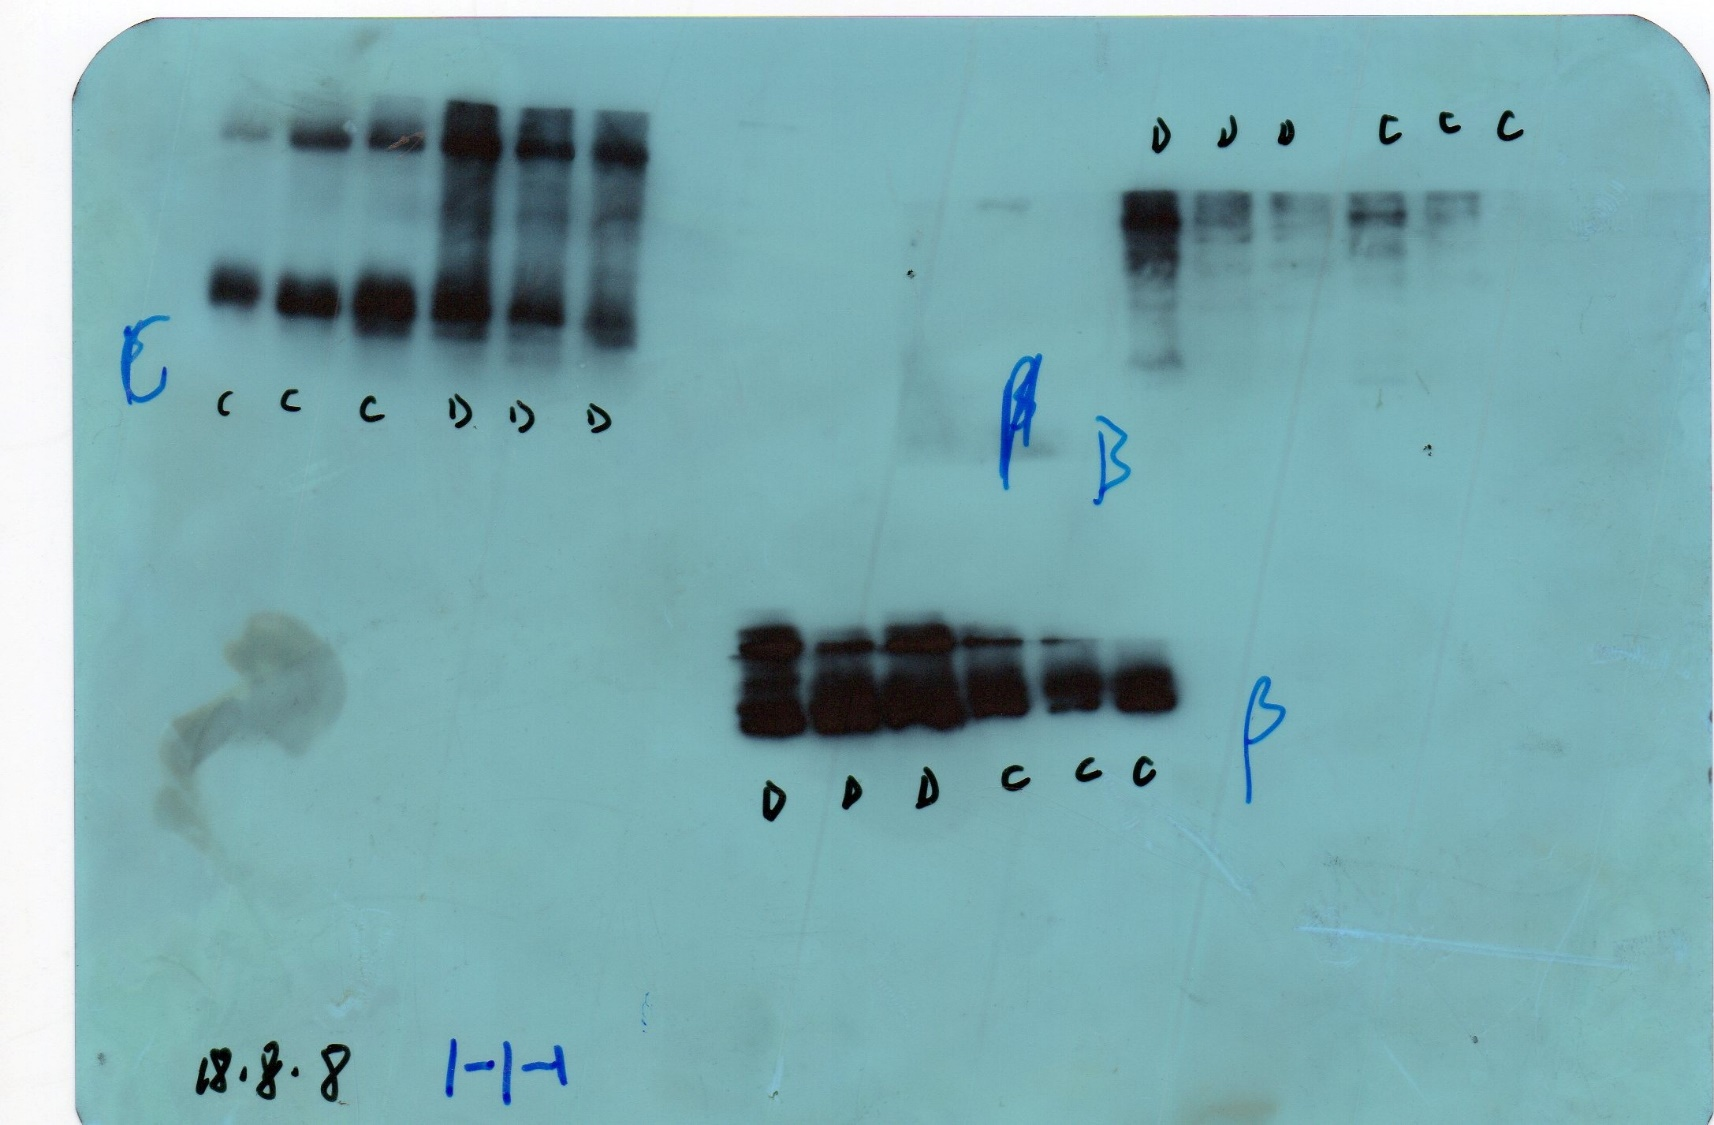 D D D C C C
E
C C C D D D
B
D D D C C C
β
18.8.8 1-1-1